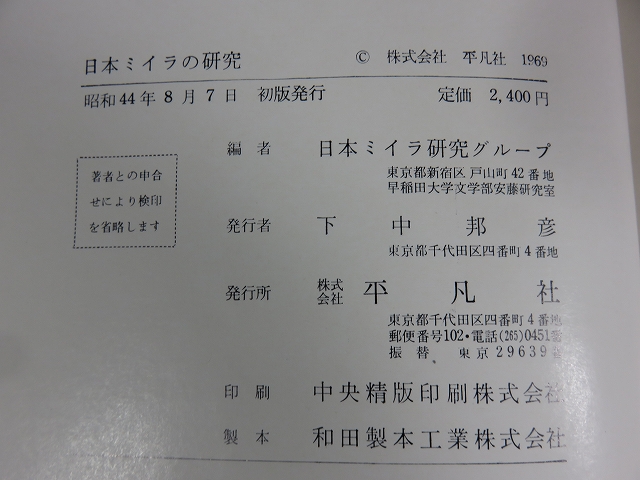 日本ミイラの研究 © 株式会社 平凡社 1969
昭和44年8月7日 初版発行 定価 2,400円
編者 日本ミイラ研究グループ
東京都新宿区戸山町42番地
早稲田大学文学部安藤研究室
著者との申合
せにより検印
を省略します
発行者 下中邦彦
東京都千代田区四番町4番地
発行所 株式会社 平凡社
東京都千代田区四番町4番地
郵便番号102・電話(265)0451番
振替 東京29639番
印刷 中央精版印刷株式会社
製本 和田製本工業株式会社